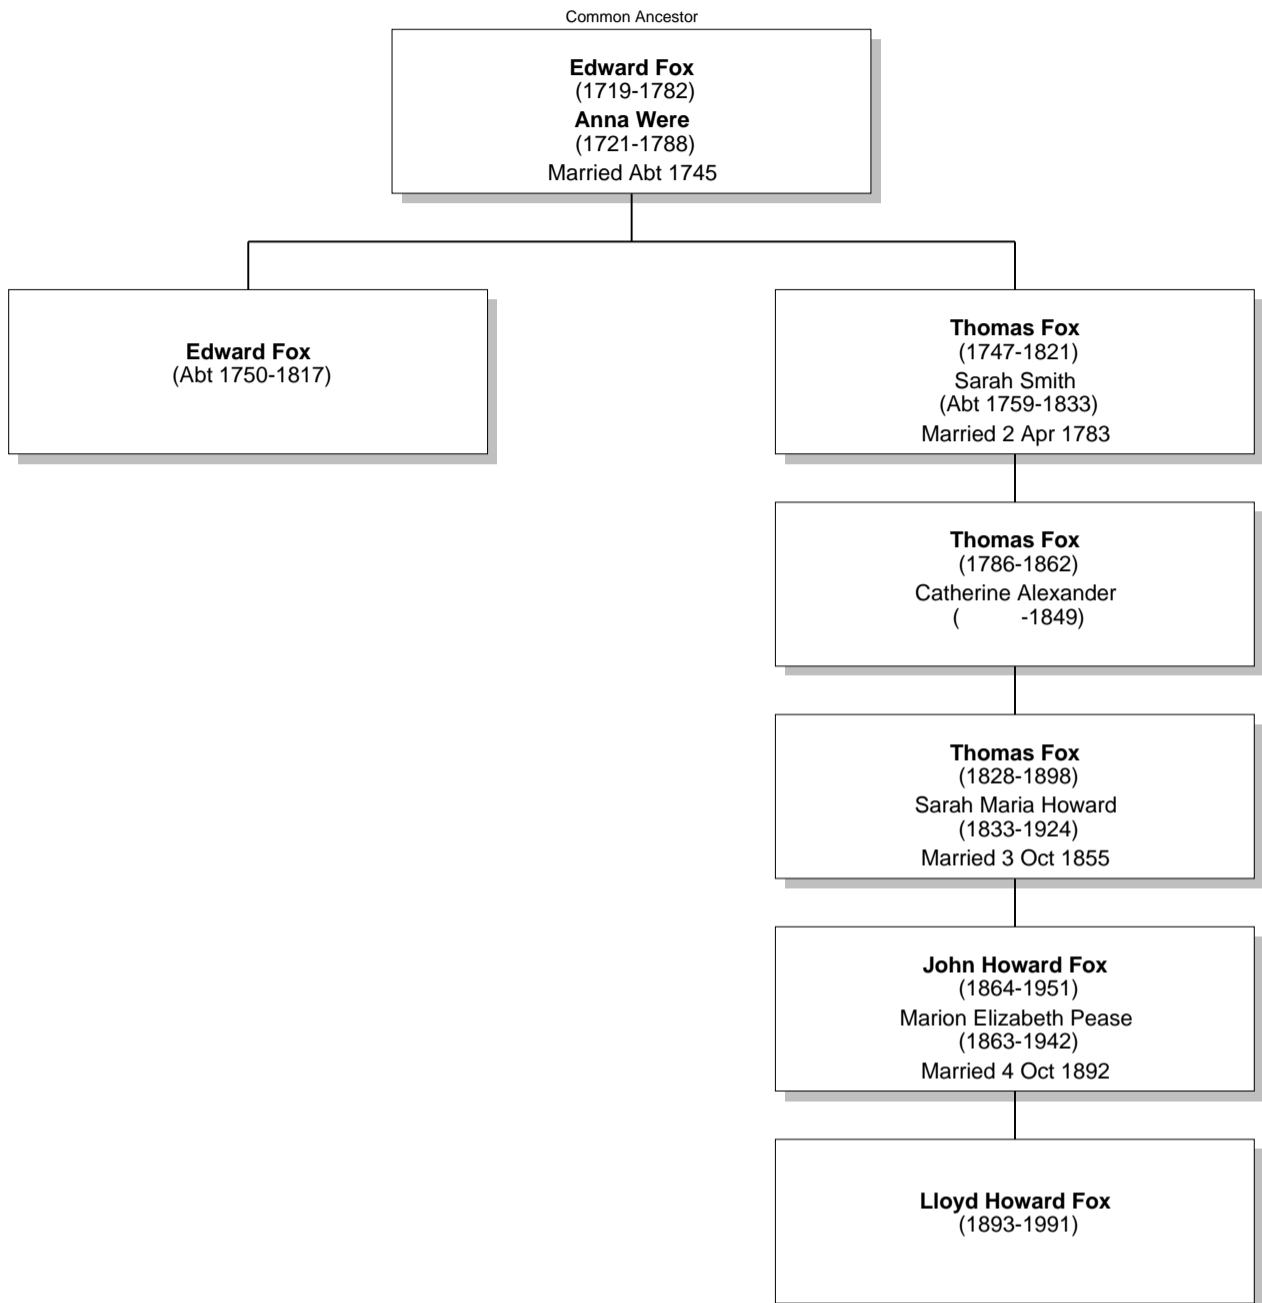 Common Ancestor
Edward Fox
(1719-1782)
Anna Were
(1721-1788)
Married Abt 1745
Edward Fox
(Abt 1750-1817)
Thomas Fox
(1747-1821)
Sarah Smith
(Abt 1759-1833)
Married 2 Apr 1783
Thomas Fox
(1786-1862)
Catherine Alexander
(          -1849)
Thomas Fox
(1828-1898)
Sarah Maria Howard
(1833-1924)
Married 3 Oct 1855
John Howard Fox
(1864-1951)
Marion Elizabeth Pease
(1863-1942)
Married 4 Oct 1892
Lloyd Howard Fox
(1893-1991)